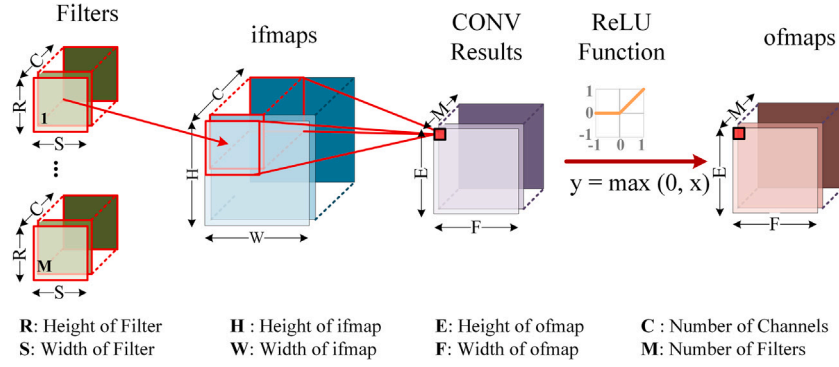 Filters
ifmaps
CONV
Results
ReLU
Function
ofmaps
C
R
1
S
...
C
R
M
S
C
H
W
M
E
F
1
0
-1
-1 0 1
y = max (0, x)
M
E
F
R: Height of Filter
S: Width of Filter
H : Height of ifmap
W: Width of ifmap
E: Height of ofmap
F: Width of ofmap
C : Number of Channels
M: Number of Filters